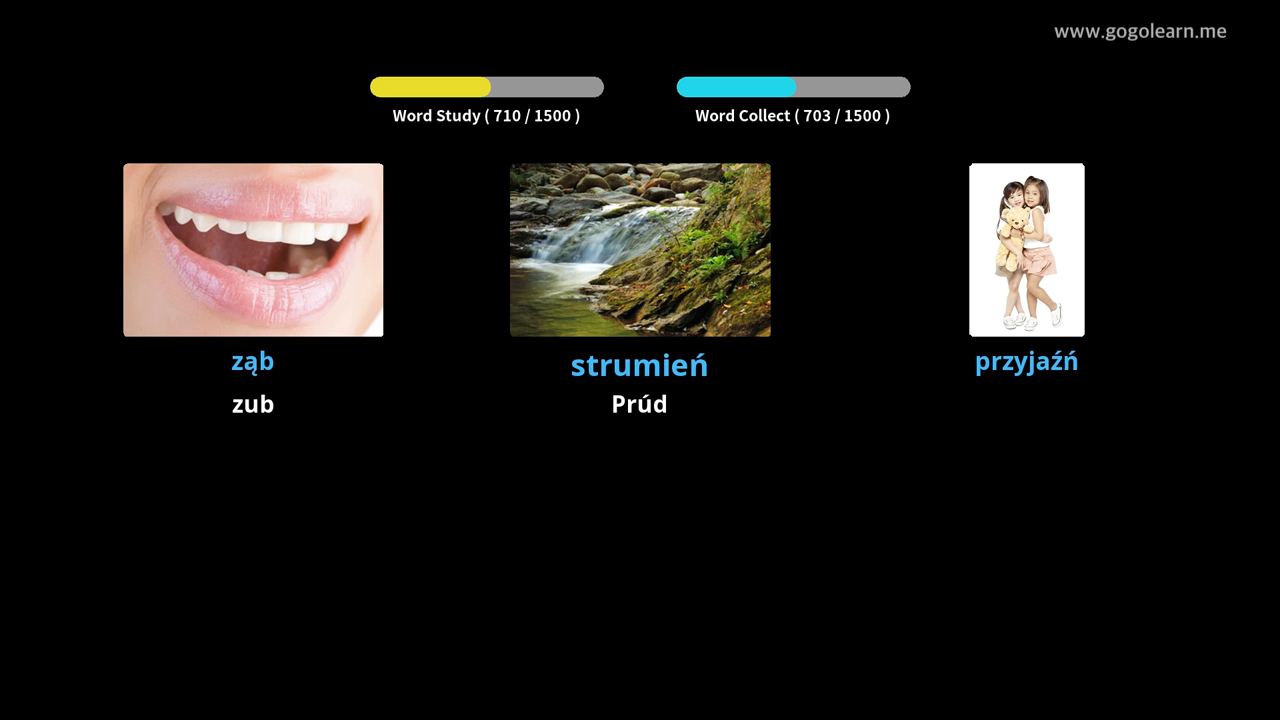 www.gogolearn.me
Word Study ( 710 / 1500 )
Word Collect ( 703 / 1500 )
ząb
strumień
przyjaźń
zub
Prúd